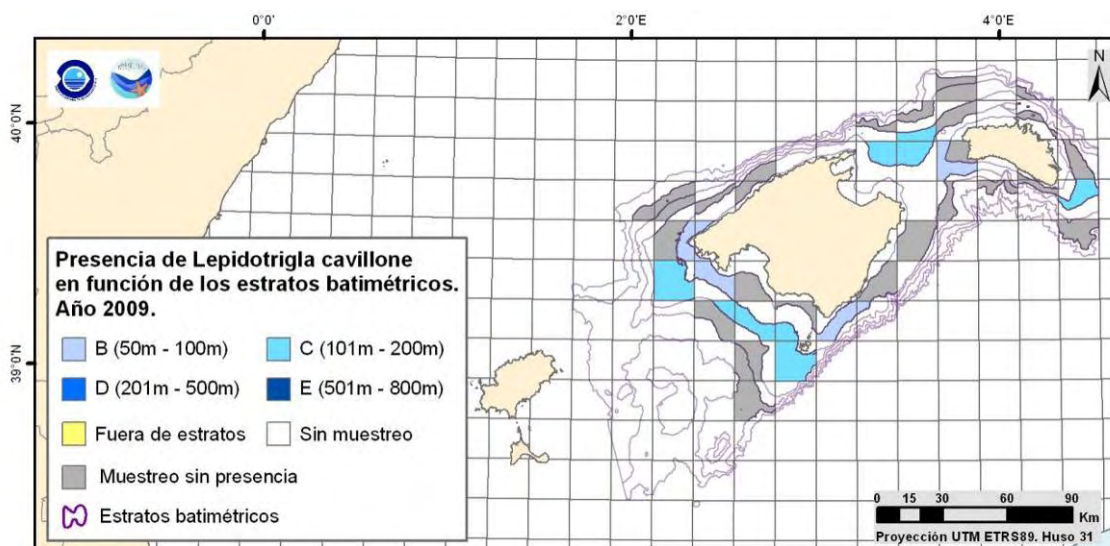 0°0' 2°0'E 4°0'E
N
40°0'N
39°0'N
Presencia de Lepidotrigla cavillone
en función de los estratos batimétricos.
Año 2009.
B (50m - 100m) C (101m - 200m)
D (201m - 500m) E (501m - 800m)
Fuera de estratos Sin muestreo
Muestreo sin presencia
Estratos batimétricos
0 15 30 60 90
Km
Proyección UTM ETRS89. Huso 31